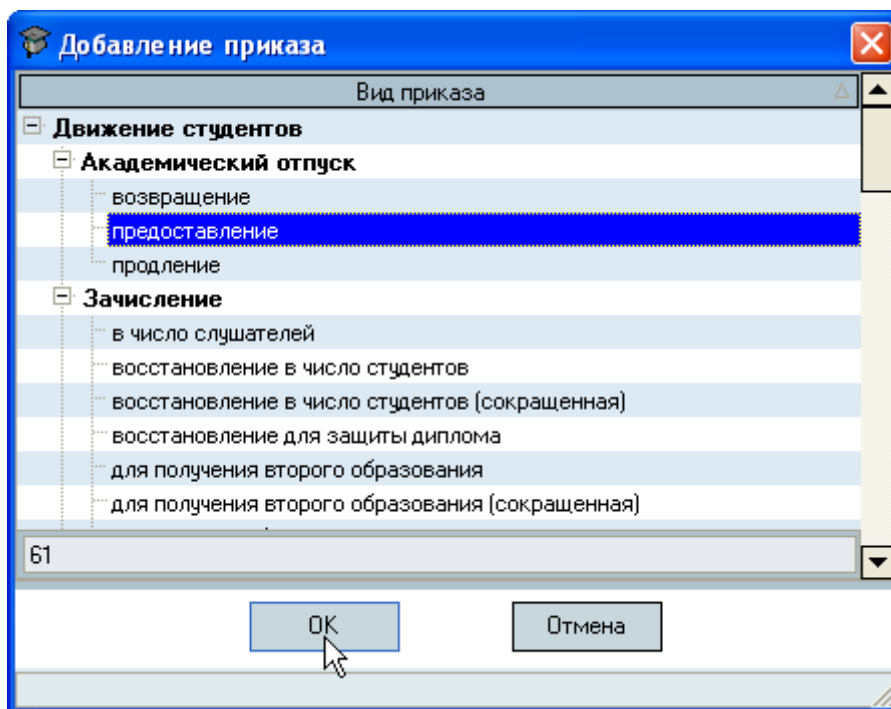 Добавление приказа
Вид приказа
Движение студентов
Академический отпуск
возвращение
предоставление
продление
Зачисление
в число слушателей
восстановление в число студентов
восстановление в число студентов (сокращенная)
восстановление для защиты диплома
для получения второго образования
для получения второго образования (сокращенная)
61
OK
Отмена